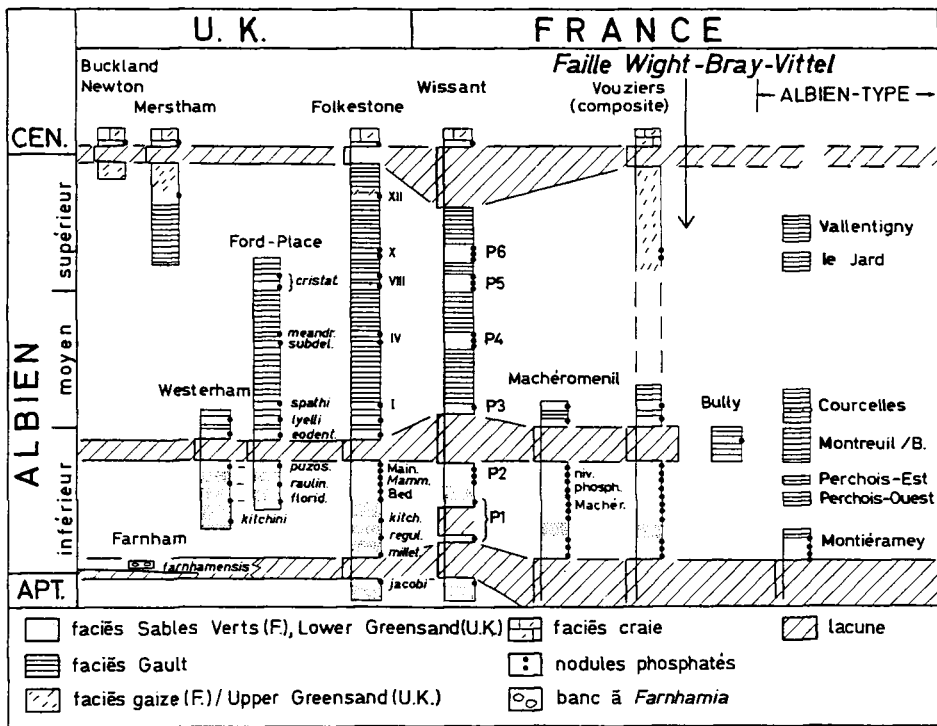 U. K.
FRANCE
Buckland
Newton
Merstham
Folkestone
Wissant
Faille Wight-Bray-Vittel
Vouziers
(composite)
ALBIEN-TYPE
CEN.
ALBIEN
supérieur
moyen
inférieur
APT.
Ford-Place
cristat.
meandr.
subdel.
spathi
lyelli
eodent.
Westerham
puzos.
raulin.
florid.
kitchini
Farnham
farnhamensis
XII
X
VIII
IV
I
Main.
Mamm.
Bed
kitch.
regul.
millet.
jacobi
P6
P5
P4
P3
P2
P1
Machéromenil
niv.
phosph.
Machér.
Bully
Vallentigny
le Jard
Courcelles
Montreuil /B.
Perchois-Est
Perchois-Ouest
Montiéramey
faciès Sables Verts (F.), Lower Greensand (U.K.)
faciès Gault
faciès gaize (F.) / Upper Greensand (U.K.)
faciès craie
nodules phosphatés
banc à Farnhamia
lacune